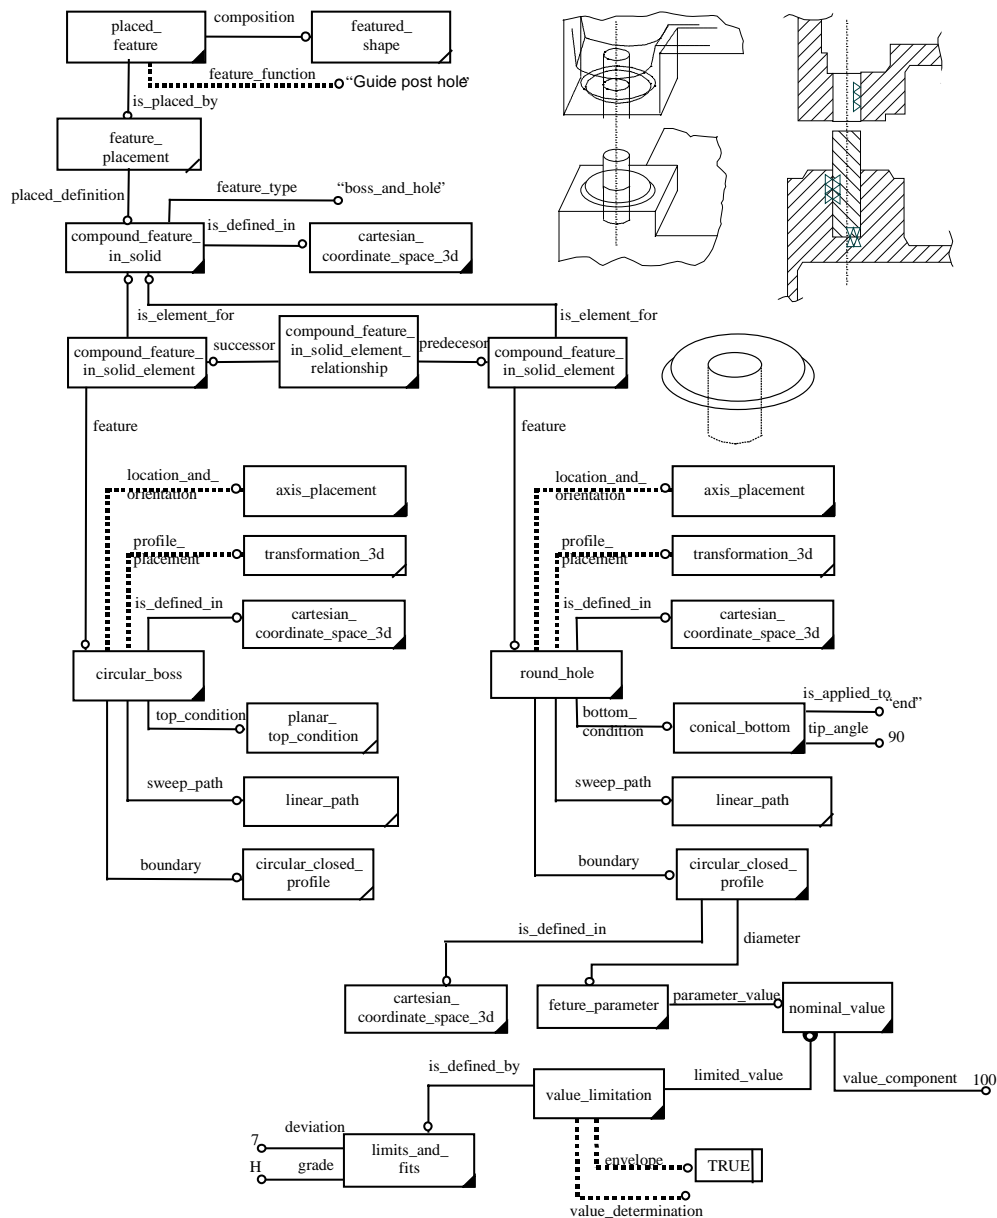 placed_
feature
composition
featured_
shape
feature_function
“Guide post hole”
is_placed_by
feature_
placement
placed_definition
feature_type
“boss_and_hole”
is_defined_in
compound_feature_
in_solid
cartesian_
coordinate_space_3d
is_element_for
is_element_for
compound_feature_
in_solid_element
successor
compound_feature_
in_solid_element_
relationship
predecesor
compound_feature_
in_solid_element
feature
feature
location_and_
orientation
axis_placement
location_and_
orientation
axis_placement
profile_
placement
transformation_3d
profile_
placement
transformation_3d
is_defined_in
cartesian_
coordinate_space_3d
is_defined_in
cartesian_
coordinate_space_3d
circular_boss
round_hole
top_condition
planar_
top_condition
bottom_
condition
conical_bottom
is_applied_to
“end”
tip_angle
90
sweep_path
linear_path
sweep_path
linear_path
boundary
circular_closed_
profile
boundary
circular_closed_
profile
is_defined_in
diameter
cartesian_
coordinate_space_3d
feture_parameter
parameter_value
nominal_value
is_defined_by
value_limitation
limited_value
value_component
100
deviation
7
limits_and_
fits
H
grade
envelope
TRUE
value_determination